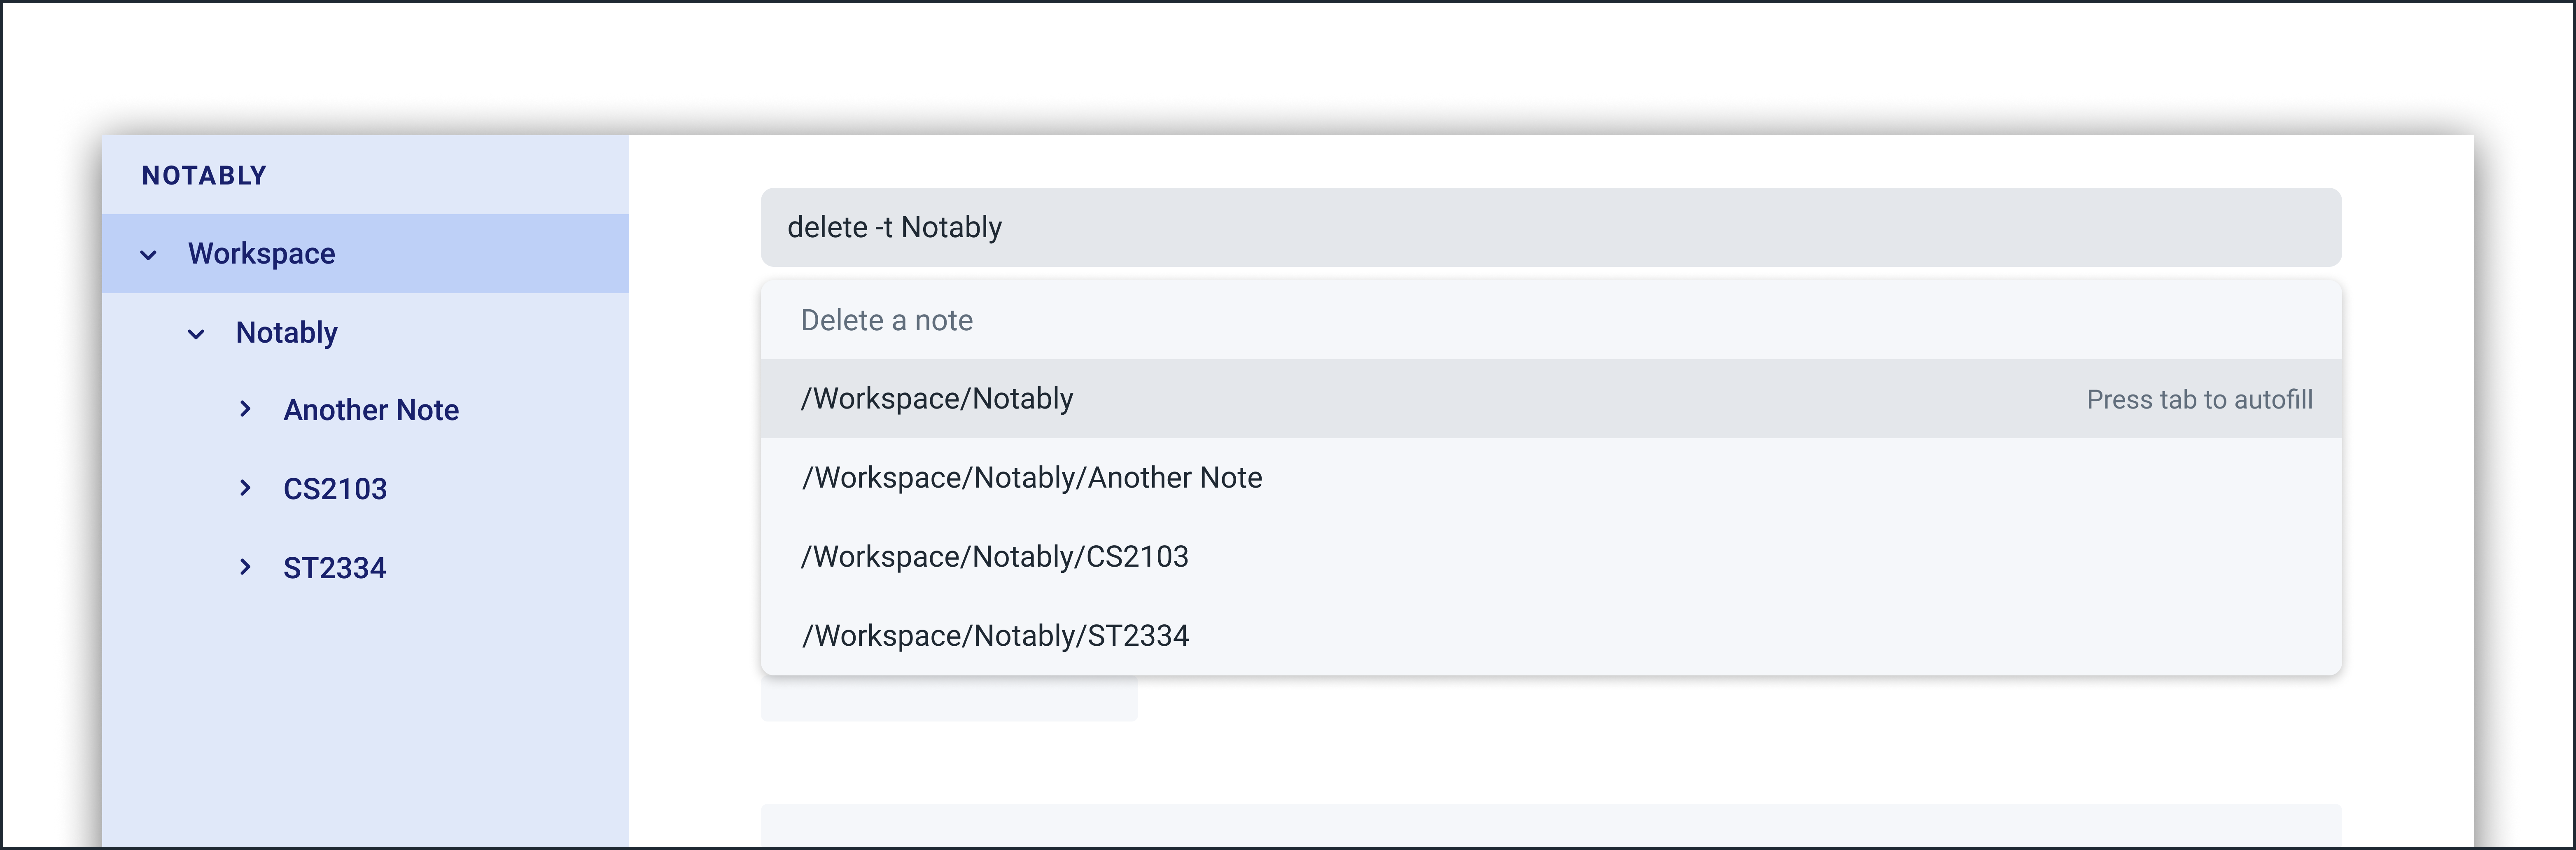 NOTABLY
Workspace
Notably
Another Note
CS2103
ST2334
delete -t Notably
Delete a note
/Workspace/Notably Press tab to autofill
/Workspace/Notably/Another Note
/Workspace/Notably/CS2103
/Workspace/Notably/ST2334